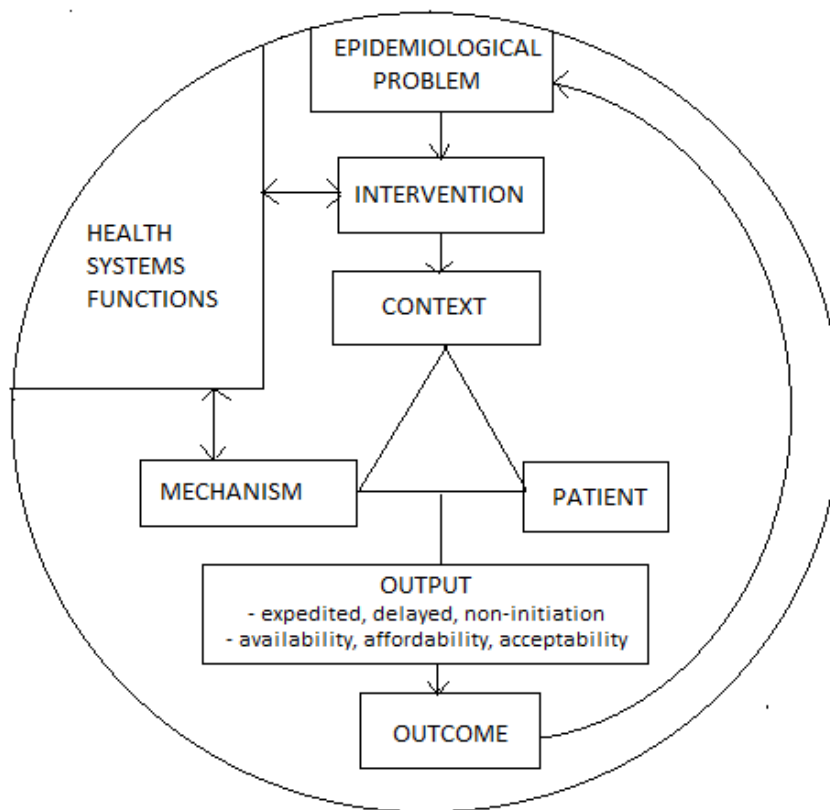 EPIDEMIOLOGICAL
PROBLEM
INTERVENTION
HEALTH
SYSTEMS
FUNCTIONS
CONTEXT
MECHANISM
PATIENT
OUTPUT
- expedited, delayed, non-initiation
- availability, affordability, acceptability
OUTCOME